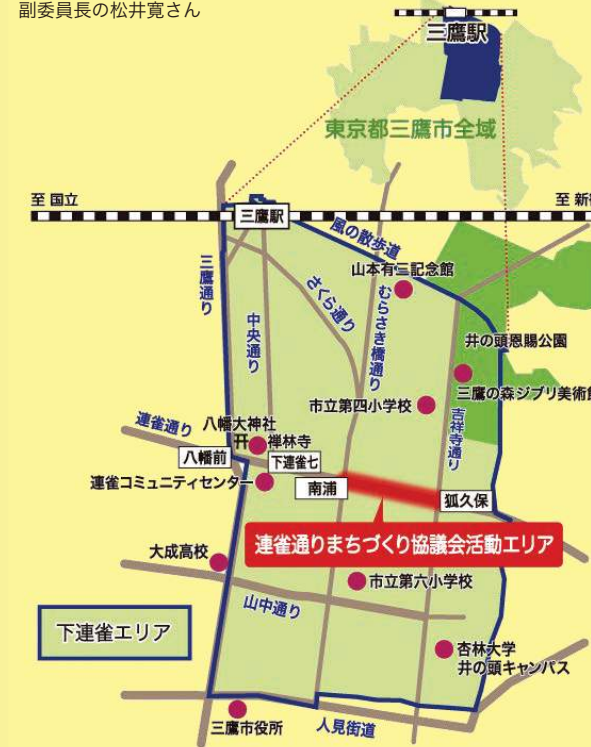 副委員長の松井寛さん
三鷹駅
東京都三鷹市全域
至 国立
至 新
三鷹駅
風の散歩道
三鷹通り
山本有三記念館
さくら通り
むらさき橋通り
中央通り
井の頭恩賜公園
三鷹の森ジブリ美術館
市立第四小学校
吉祥寺通り
連雀通り
八幡大神社
禅林寺
八幡前
下連雀七
連雀コミュニティセンター
南浦
狐久保
連雀通りまちづくり協議会活動エリア
大成高校
市立第六小学校
山中通り
下連雀エリア
杏林大学
井の頭キャンパス
三鷹市役所
人見街道